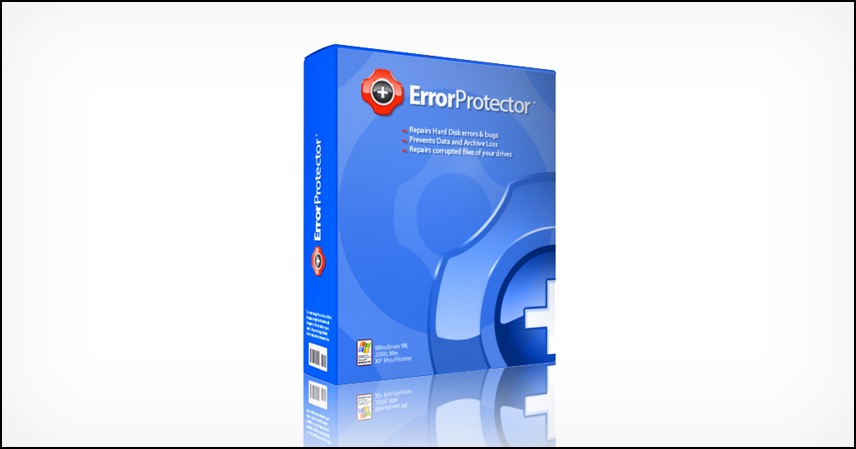 ErrorProtector™
Repairs Hard Disk errors & bugs
Prevents Data and Archive Loss
Repairs corrupted files of your drives
ErrorProtector
Windows 98,
2000, Me,
XP Pro/Home